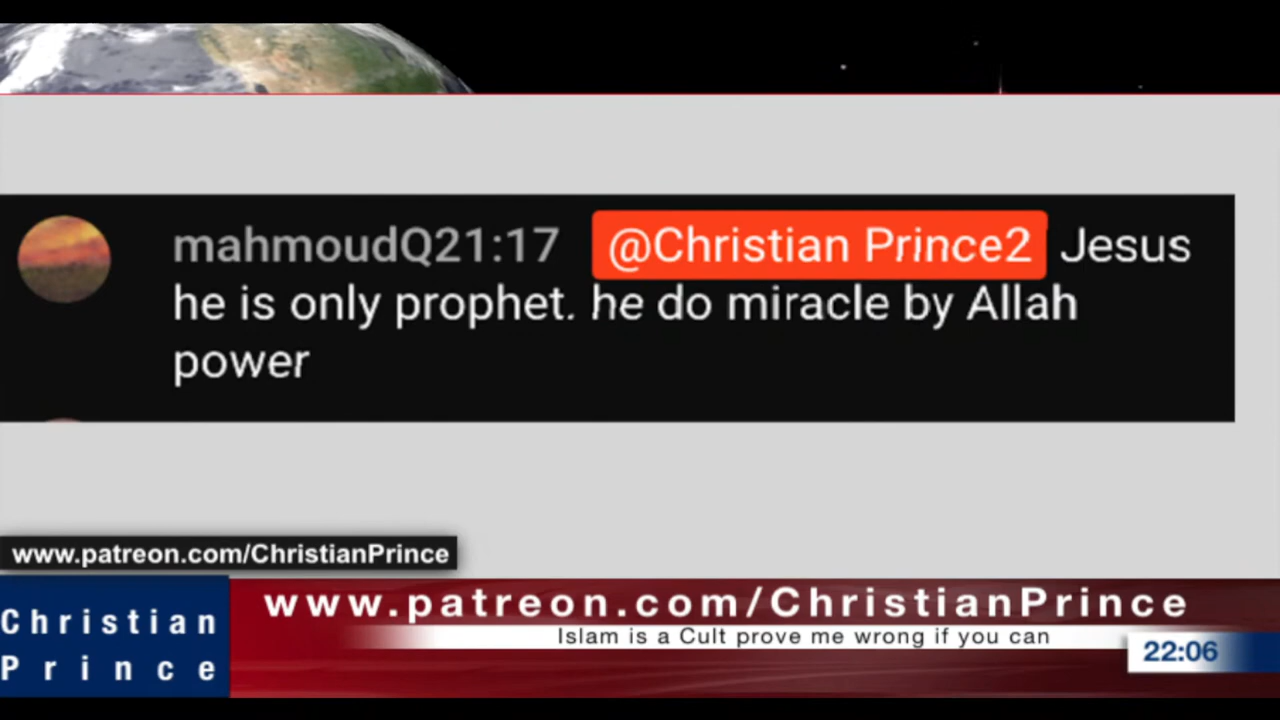 mahmoudQ21:17 @Christian Prince2 Jesus
he is only prophet. he do miracle by Allah
power
www.patreon.com/ChristianPrince
www.patreon.com/ChristianPrince
Islam is a Cult prove me wrong if you can
Christian
Prince
22:06